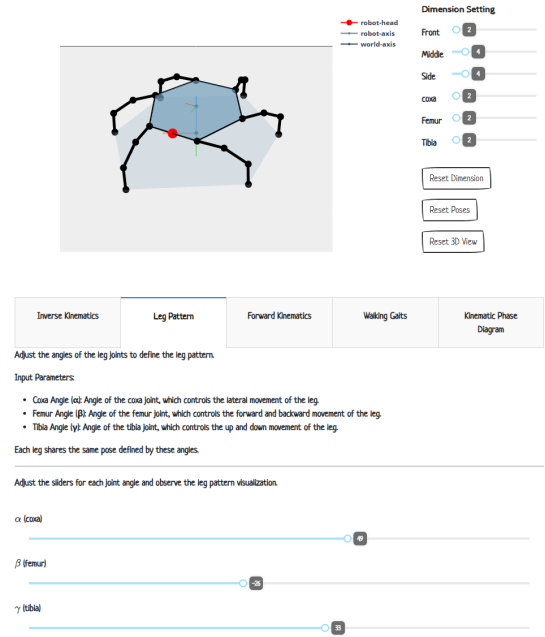 Dimension Setting
robot-head
robot-axis
world-axis
Front 2
Middle 4
Side 4
coxa 2
Femur 2
Tibia 2
Reset Dimension
Reset Poses
Reset 3D View
Inverse Kinematics
Leg Pattern
Forward Kinematics
Walking Gaits
Kinematic Phase
Diagram
Adjust the angles of the leg joints to define the leg pattern.
Input Parameters:
• Coxa Angle (α): Angle of the coxa joint, which controls the lateral movement of the leg.
• Femur Angle (β): Angle of the femur joint, which controls the forward and backward movement of the leg.
• Tibia Angle (γ): Angle of the tibia joint, which controls the up and down movement of the leg.
Each leg shares the same pose defined by these angles.
Adjust the sliders for each joint angle and observe the leg pattern visualization.
α (coxa)
49
β (femur)
-26
γ (tibia)
33